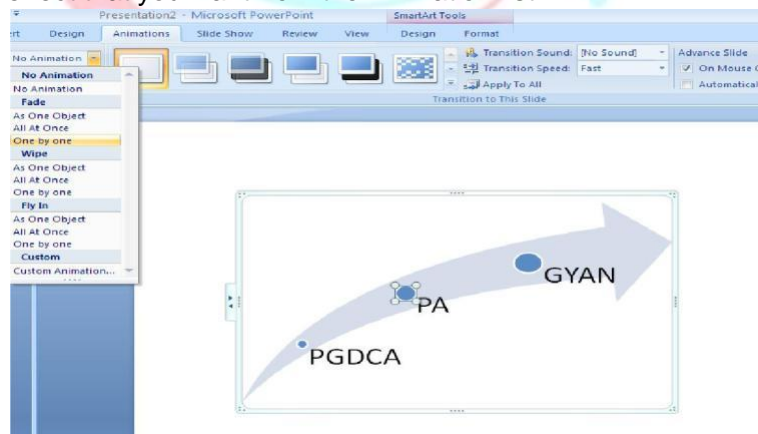 Presentation2 - Microsoft PowerPoint SmartArt Tools
Design Animations Slide Show Review View Design Format
No Animation
Transition Sound: [No Sound]
Transition Speed: Fast
Apply To All
Transition to This Slide
Advance Slide
On Mouse
No Animation
No Animation
Fade
As One Object
All At Once
One by one
Wipe
As One Object
All At Once
One by one
Fly In
As One Object
All At Once
One by one
Custom
Custom Animation...
GYAN
PA
PGDCA